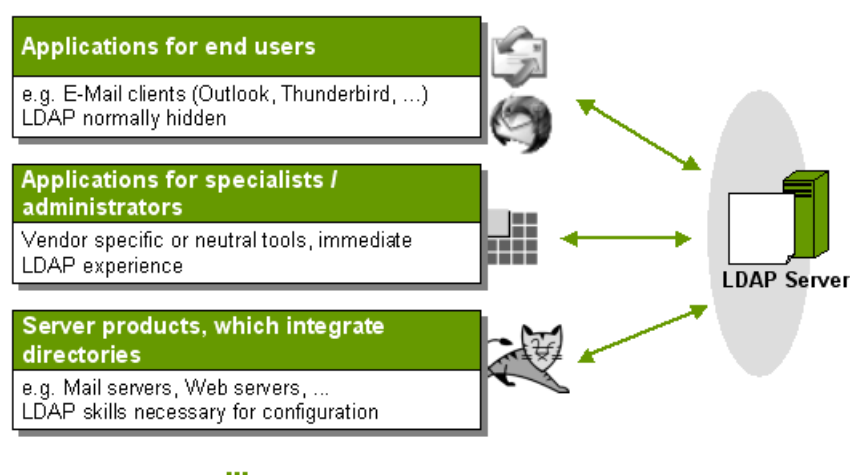 Applications for end users
e.g. E-Mail clients (Outlook, Thunderbird, ...)
LDAP normally hidden
Applications for specialists /
administrators
Vendor specific or neutral tools, immediate
LDAP experience
Server products, which integrate
directories
e.g. Mail servers, Web servers, ...
LDAP skills necessary for configuration
...
LDAP Server